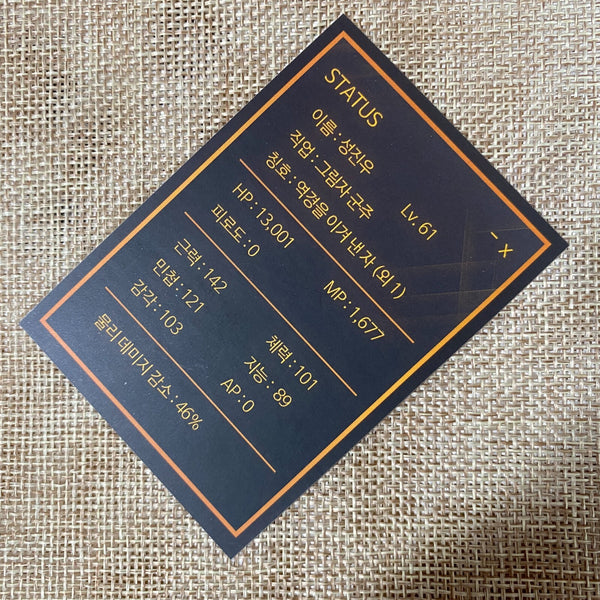 STATUS
－ X
이름 : 성진우 Lv. 61
직업 : 그림자 군주
칭호 : 역경을 이겨 낸 자 (외 1)
HP : 13,001 MP : 1,677
피로도 : 0
근력 : 142 체력 : 101
민첩 : 121 지능 : 89
감각 : 103 AP : 0
물리 데미지 감소 : 46%